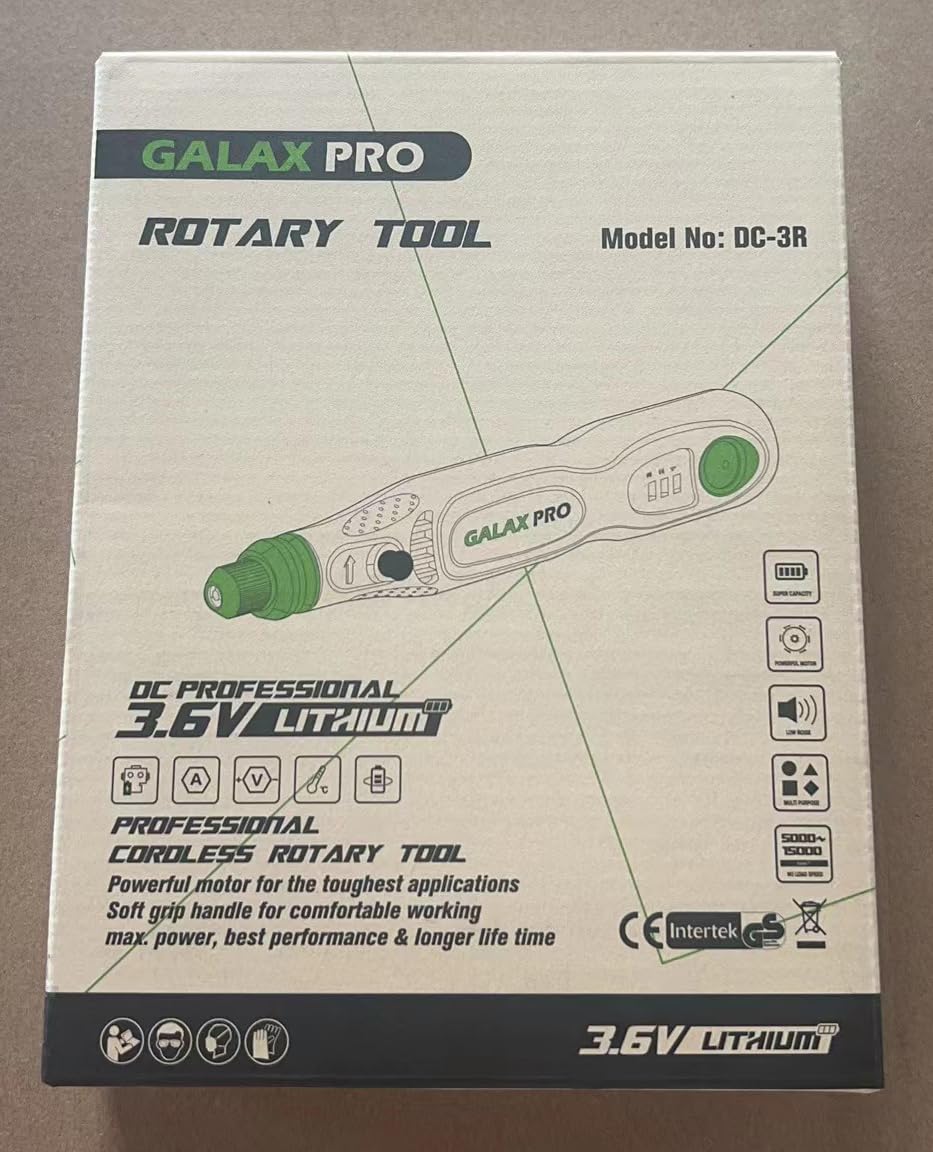 GALAX PRO
ROTARY TOOL
Model No: DC-3R
GALAX PRO
SUPER CAPACITY
POWERFUL MOTOR
LOW NOISE
MULTI PURPOSE
5000~
15000
NO LOAD SPEED
DC PROFESSIONAL
3.6V LITHIUM
A
V
°C
PROFESSIONAL
CORDLESS ROTARY TOOL
Powerful motor for the toughest applications
Soft grip handle for comfortable working
max. power, best performance & longer life time
CE Intertek GS
3.6V LITHIUM